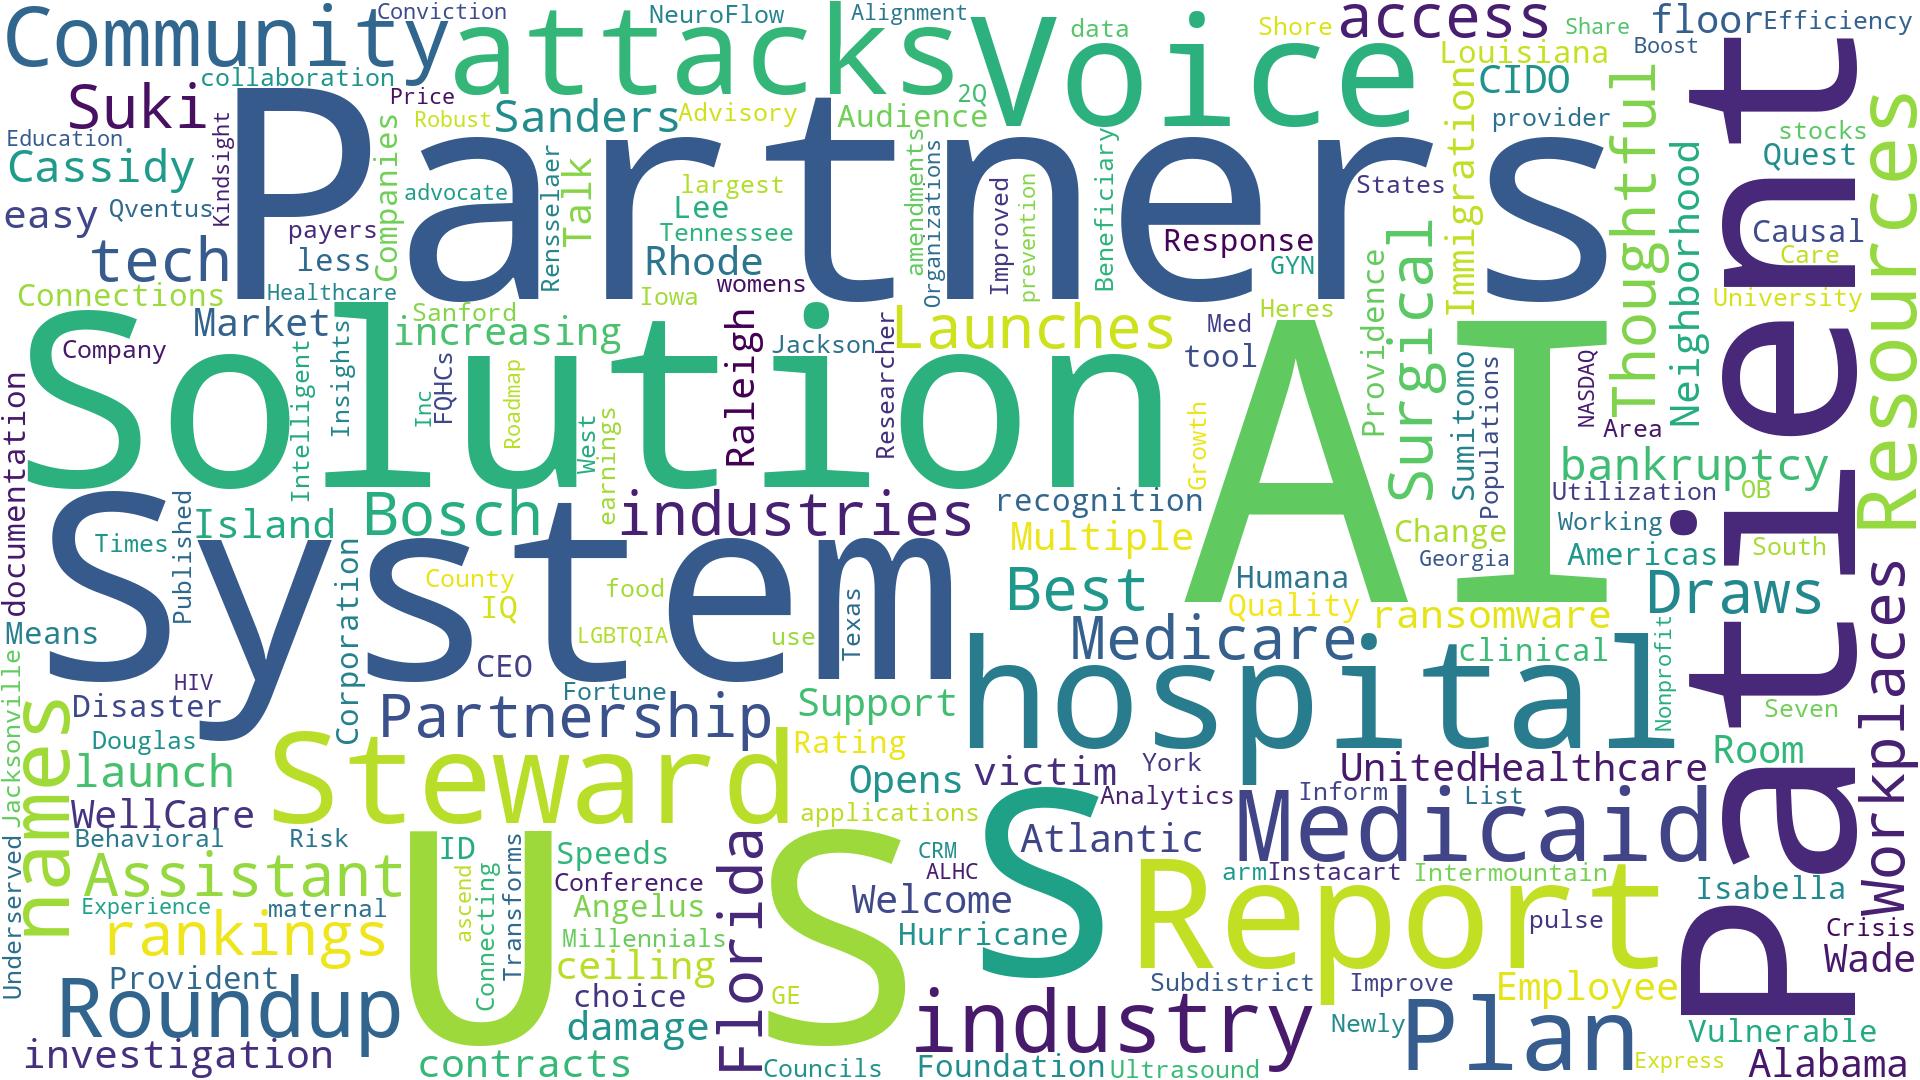 Community
Conviction
attacks
NeuroFlow
Alignment
Voice
data
Shore
access
Share
floor
Efficiency
Boost
Louisiana
collaboration
Suki
Price
Robust
Sanders
Advisory
2Q
Audience
CIDO
provider
Immigration
Thoughtful
Patient
Resources
stocks
Quest
Education
Cassidy
Kindsight
Partners
Companies
advocate
Rensselaer
Talk
largest
Lee
Tennessee
amendments
Organizations
Improved
prevention
Beneficiary
States
Response
GYN
Neighborhood
Causal
Care
University
easy
Qventus
tech
payers
less
Healthcare
Rhode
Iowa
womens
Connections
Market
Sanford
increasing
Raleigh
Jackson
Researcher
Launches
Med
tool
Heres
Providence
Surgical
Company
Solution
Intelligent
Insights
Inc
FQHCs
Roadmap
West
earnings
Growth
AI
Sumitomo
Populations
NASDAQ
Area
bankruptcy
documentation
System
Island
Bosch
industries
recognition
Multiple
Change
Georgia
Utilization
OB
Working
Americas
South
Times
Published
Corporation
County
IQ
food
LGBTQIA
use
Texas
Best
Humana
Quality
ransomware
Draws
Means
Medicare
clinical
Nonprofit
hospital
HIV
CEO
Fortune
Disaster
Partnership
Support
Seven
Workplaces
Jacksonville
names
Douglas
launch
Steward
Rating
Opens
victim
York
UnitedHealthcare
Room
WellCare
applications
Analytics
Inform
List
Medicaid
Behavioral
Risk
U
ID
Speeds
Florida
S
CRM
ALHC
S
Atlantic
Report
arm
Instacart
Intermountain
Isabella
Underserved
Assistant
Conference
Experience
maternal
ascend
Connecting
Transforms
Angelus
Welcome
pulse
rankings
Millennials
Hurricane
Crisis
Wade
Provident
ceiling
Subdistrict
Improve
Employee
Roundup
choice
GE
damage
industry
Newly
Plan
Vulnerable
investigation
contracts
Councils
Foundation
Ultrasound
Express
Alabama